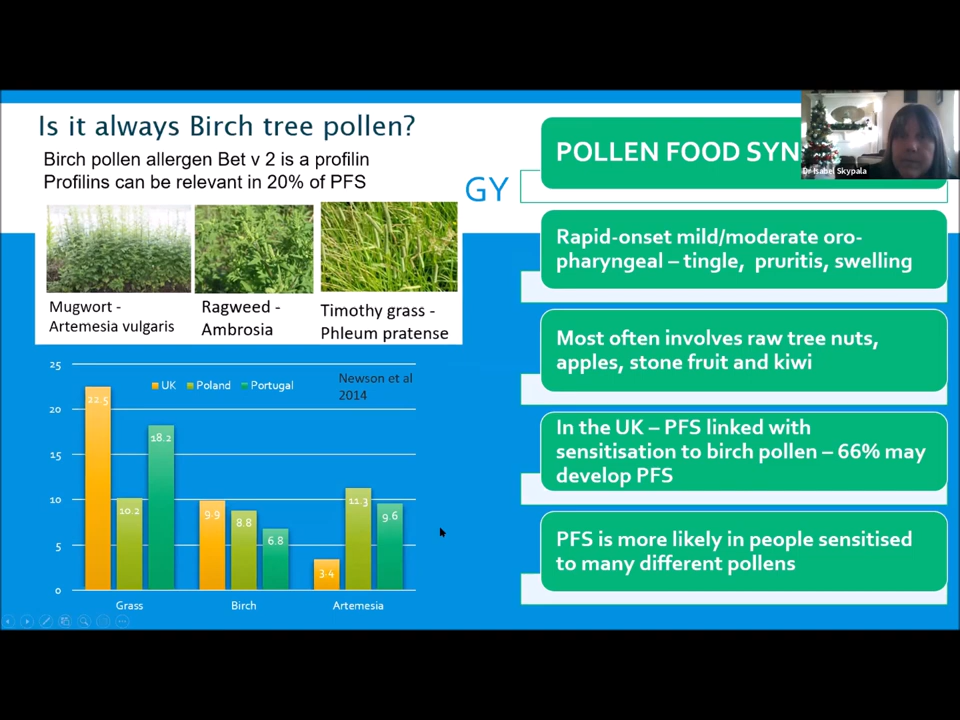 Is it always Birch tree pollen?
Birch pollen allergen Bet v 2 is a profilin
Profilins can be relevant in 20% of PFS
Mugwort -
Artemesia vulgaris
Ragweed -
Ambrosia
Timothy grass -
Phleum pratense
25
20
15
10
5
0
UK
Poland
Portugal
Newson et al
2014
22.5
10.2
18.2
9.9
8.8
6.8
3.4
11.3
9.6
Grass
Birch
Artemesia
GY
POLLEN FOOD SYN
Dr Isabel Skypala
Rapid-onset mild/moderate oro-
pharyngeal – tingle, pruritis, swelling
Most often involves raw tree nuts,
apples, stone fruit and kiwi
In the UK – PFS linked with
sensitisation to birch pollen – 66% may
develop PFS
PFS is more likely in people sensitised
to many different pollens